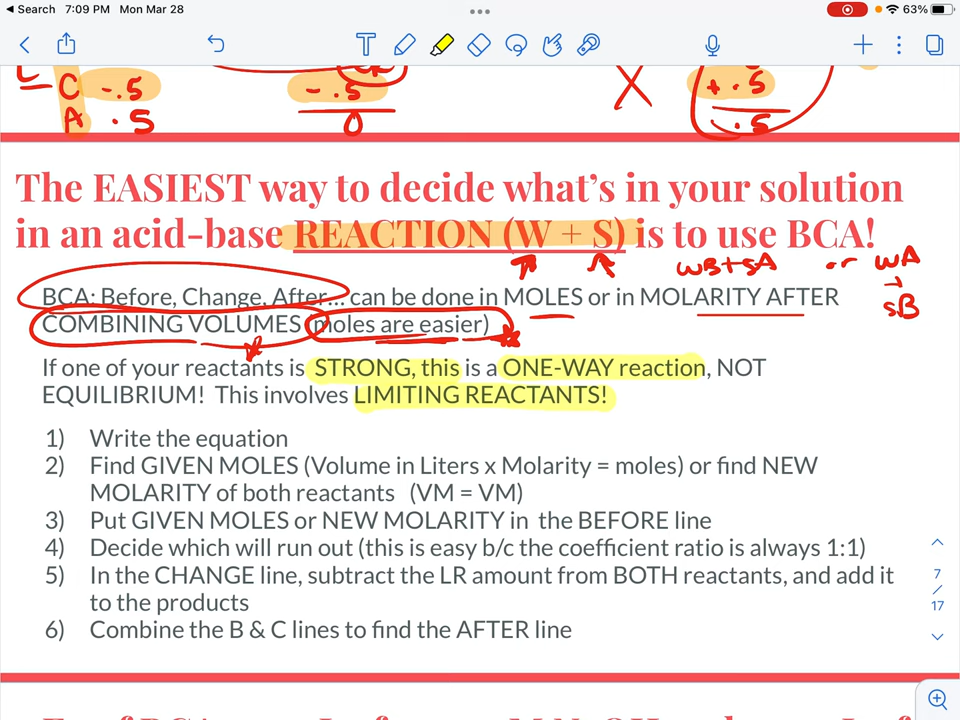 Search 7:09 PM Mon Mar 28 63%
T
C - .5 - .5 X + .5
A .5 0 .5
The EASIEST way to decide what's in your solution
in an acid-base REACTION (W + S) is to use BCA!
WB + SA or WA
+
SB
BCA: Before, Change, After... can be done in MOLES or in MOLARITY AFTER
COMBINING VOLUMES (moles are easier)
If one of your reactants is STRONG, this is a ONE-WAY reaction, NOT
EQUILIBRIUM! This involves LIMITING REACTANTS!
1) Write the equation
2) Find GIVEN MOLES (Volume in Liters x Molarity = moles) or find NEW
MOLARITY of both reactants (VM = VM)
3) Put GIVEN MOLES or NEW MOLARITY in the BEFORE line
4) Decide which will run out (this is easy b/c the coefficient ratio is always 1:1)
5) In the CHANGE line, subtract the LR amount from BOTH reactants, and add it
to the products
6) Combine the B & C lines to find the AFTER line
7
/
17